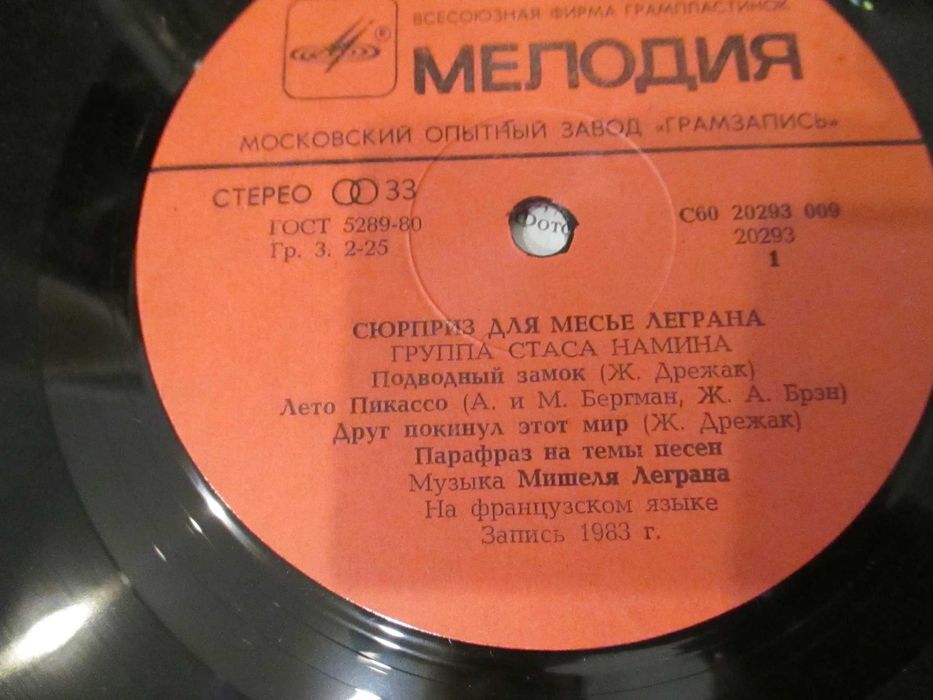 ВСЕСОЮЗНАЯ ФИРМА ГРАМПЛАСТИНОК
®
МЕЛОДИЯ
МОСКОВСКИЙ ОПЫТНЫЙ ЗАВОД «ГРАМЗАПИСЬ»
СТЕРЕО 33
ГОСТ 5289-80
Гр. 3. 2-25
Фото
С60 20293 009
20293
1
СЮРПРИЗ ДЛЯ МЕСЬЕ ЛЕГРАНА
ГРУППА СТАСА НАМИНА
Подводный замок (Ж. Дрежак)
Лето Пикассо (А. и М. Бергман, Ж. А. Брэн)
Друг покинул этот мир (Ж. Дрежак)
Парафраз на темы песен
Музыка Мишеля Леграна
На французском языке
Запись 1983 г.